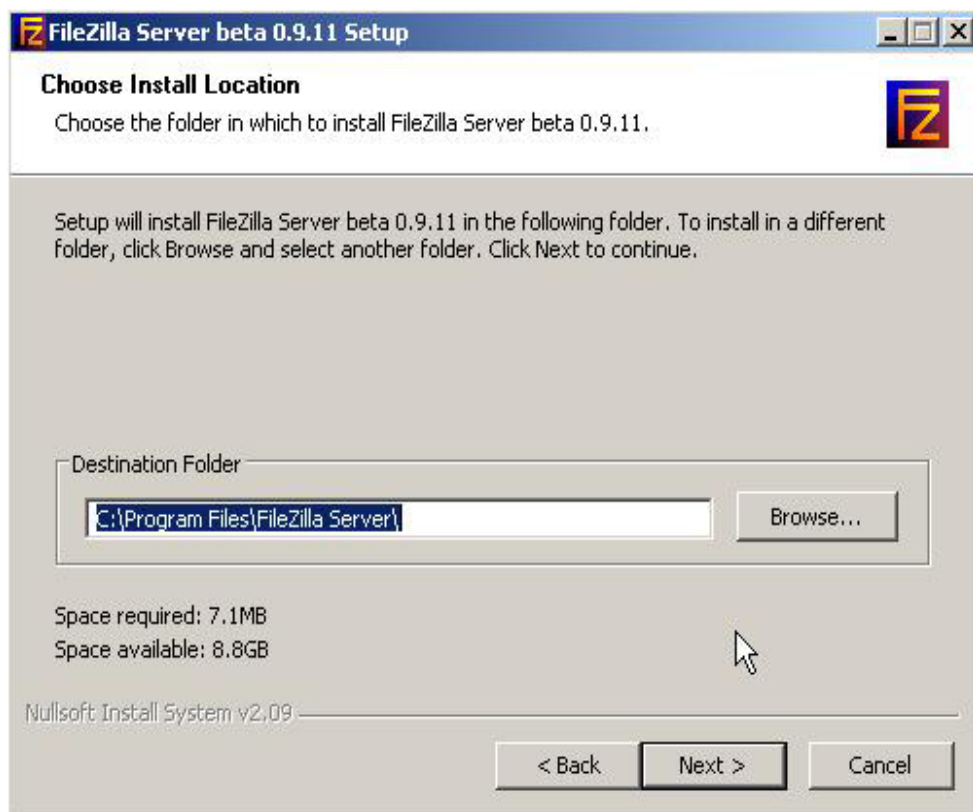 FileZilla Server beta 0.9.11 Setup
Choose Install Location
Choose the folder in which to install FileZilla Server beta 0.9.11.
FZ
Setup will install FileZilla Server beta 0.9.11 in the following folder. To install in a different
folder, click Browse and select another folder. Click Next to continue.
Destination Folder
C:\Program Files\FileZilla Server\
Browse...
Space required: 7.1MB
Space available: 8.8GB
Nullsoft Install System v2.09
< Back
Next >
Cancel